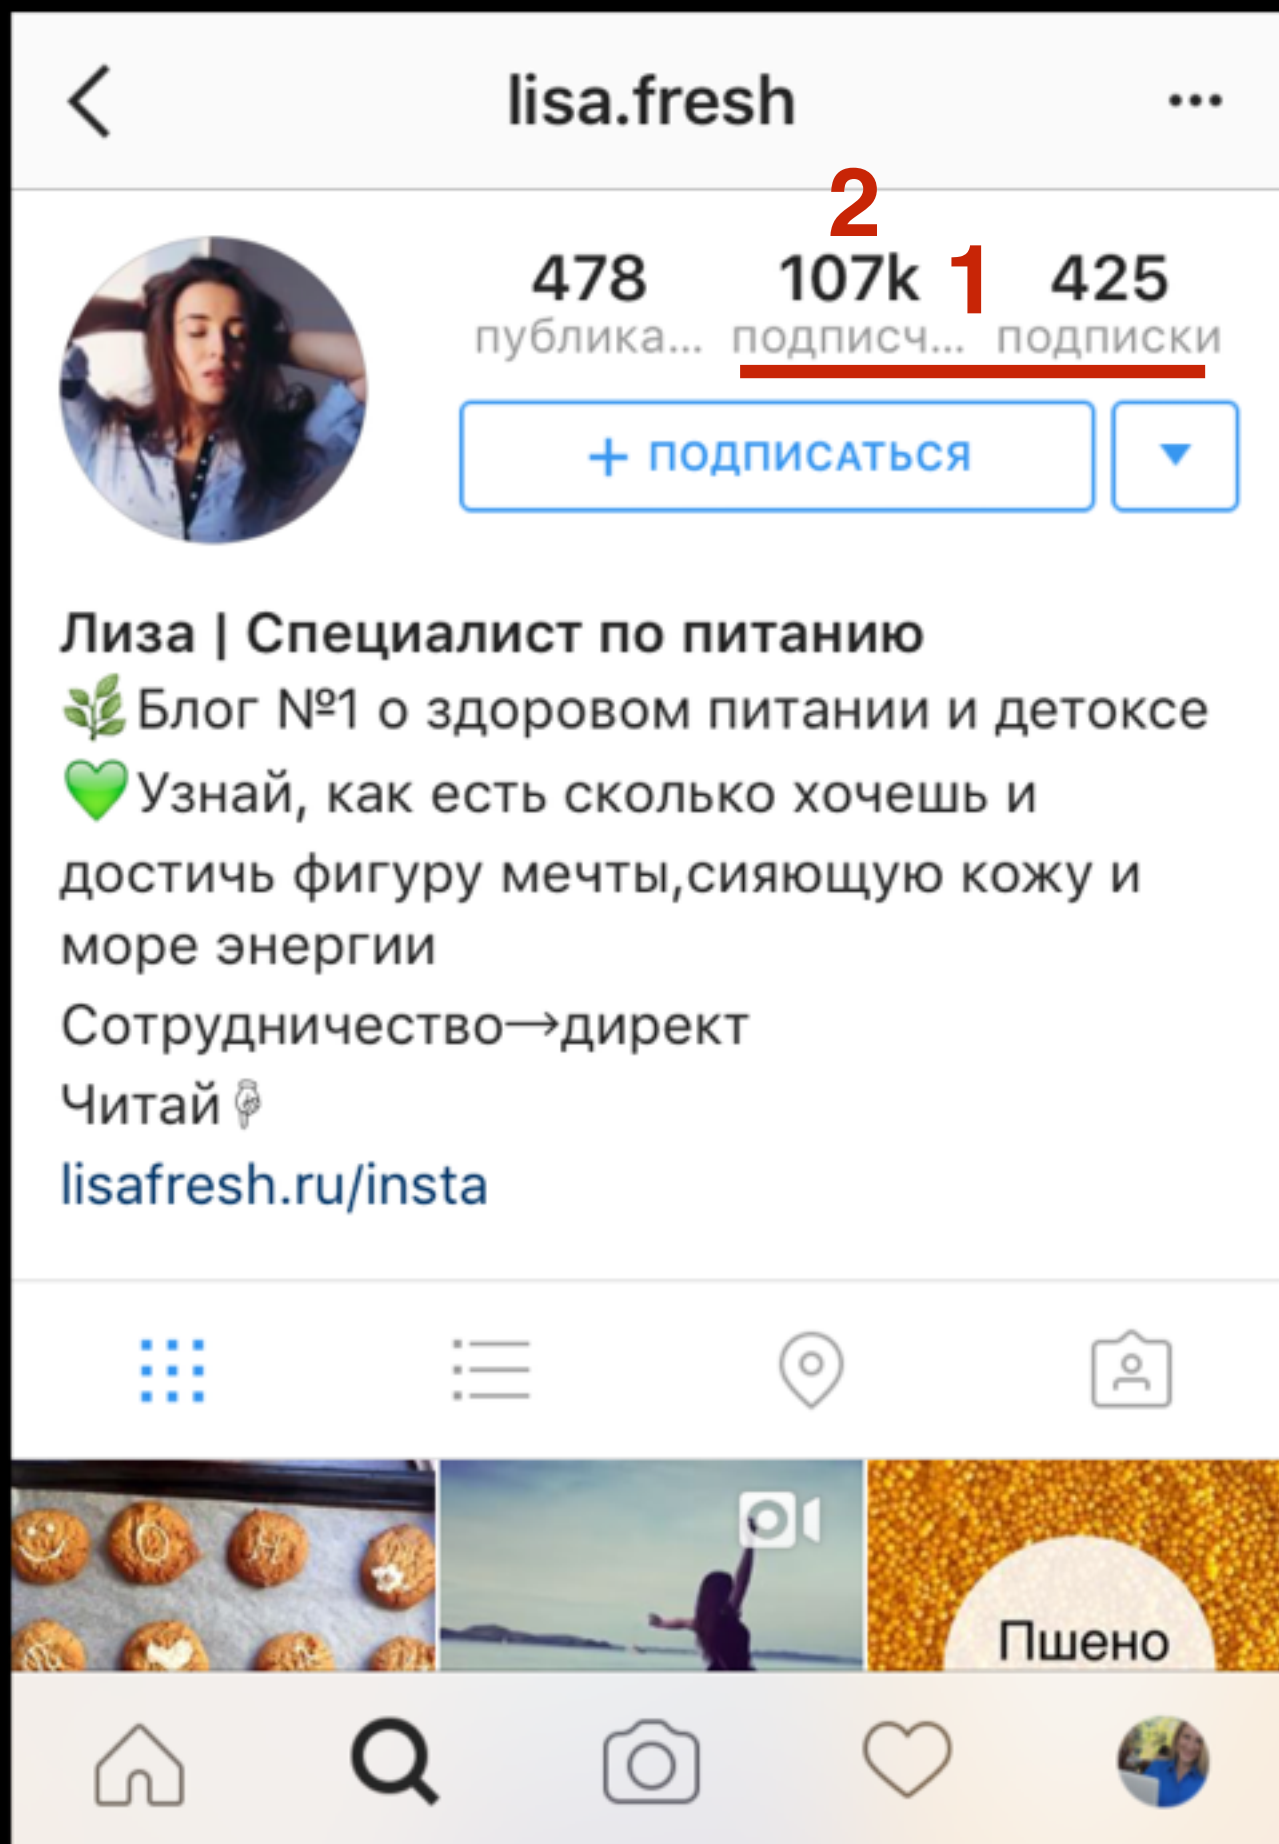 lisa.fresh
2
478 107k 1 425
публика... подписч... подписки
+ ПОДПИСАТЬСЯ
Лиза | Специалист по питанию
🌿Блог №1 о здоровом питании и детоксе
💚Узнай, как есть сколько хочешь и
достичь фигуру мечты,сияющую кожу и
море энергии
Сотрудничество→директ
Читай👇
lisafresh.ru/insta
Пшено